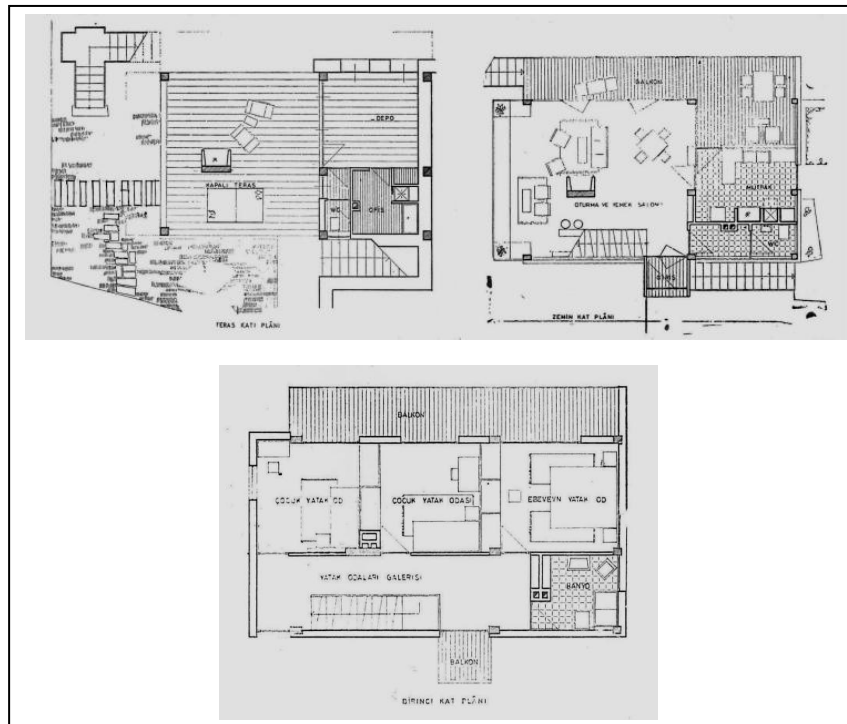 DEPO
KAPALI TERAS
WC
OFİS
TERAS KATI PLÂNI
BALKON
MUTFAK
OTURMA VE YEMEK SALONU
WC
GİRİŞ
ZEMİN KAT PLÂNI
BALKON
ÇOCUK YATAK OD
ÇOCUK YATAK ODASI
EBEVEYN YATAK OD
YATAK ODALARI GALERİSİ
BANYO
BALKON
BİRİNCİ KAT PLÂNI